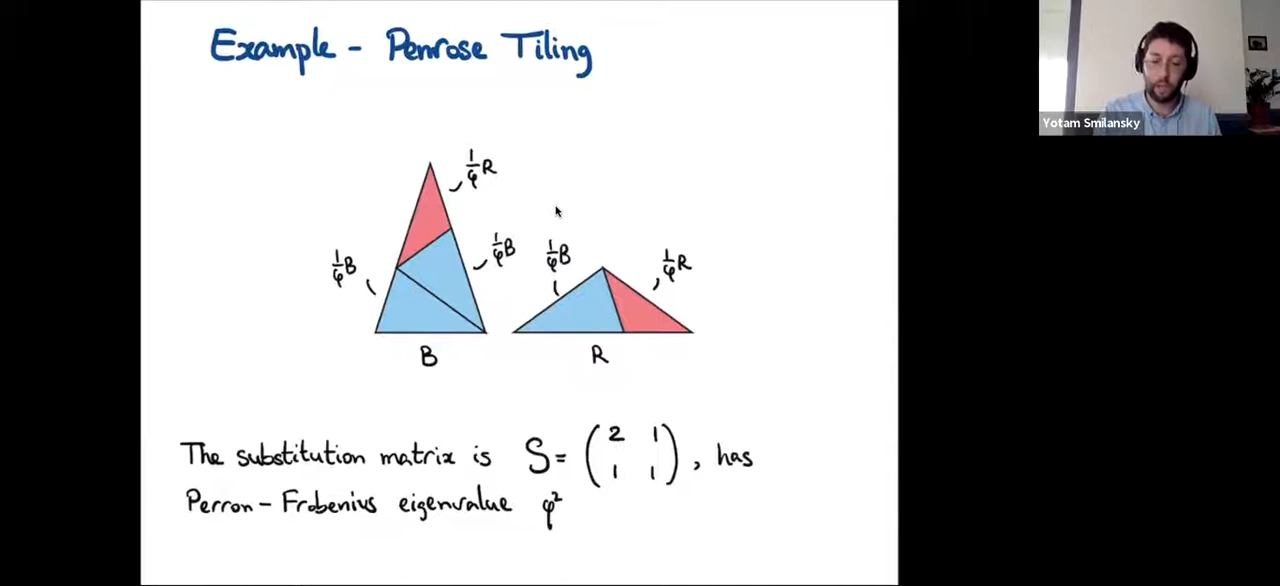 Example - Penrose Tiling
Yotam Smilansky
1/φ R
1/φ B
1/φ B
1/φ B
1/φ R
B
R
The substitution matrix is S = (2 1
1 1), has
Perron-Frobenius eigenvalue φ²